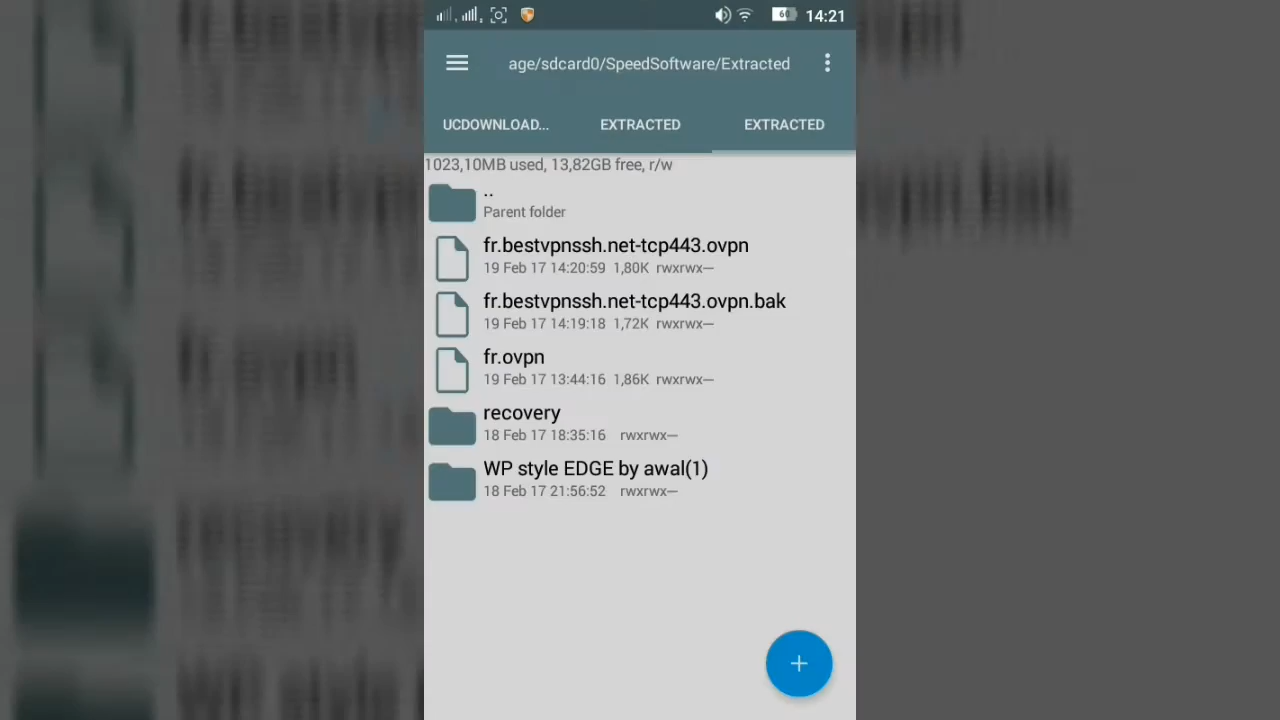 60 14:21
age/sdcard0/SpeedSoftware/Extracted
UCDOWNLOAD... EXTRACTED EXTRACTED
1023,10MB used, 13,82GB free, r/w
..
Parent folder
fr.bestvpnssh.net-tcp443.ovpn
19 Feb 17 14:20:59 1,80K rwxrwx—
fr.bestvpnssh.net-tcp443.ovpn.bak
19 Feb 17 14:19:18 1,72K rwxrwx—
fr.ovpn
19 Feb 17 13:44:16 1,86K rwxrwx—
recovery
18 Feb 17 18:35:16 rwxrwx—
WP style EDGE by awal(1)
18 Feb 17 21:56:52 rwxrwx—